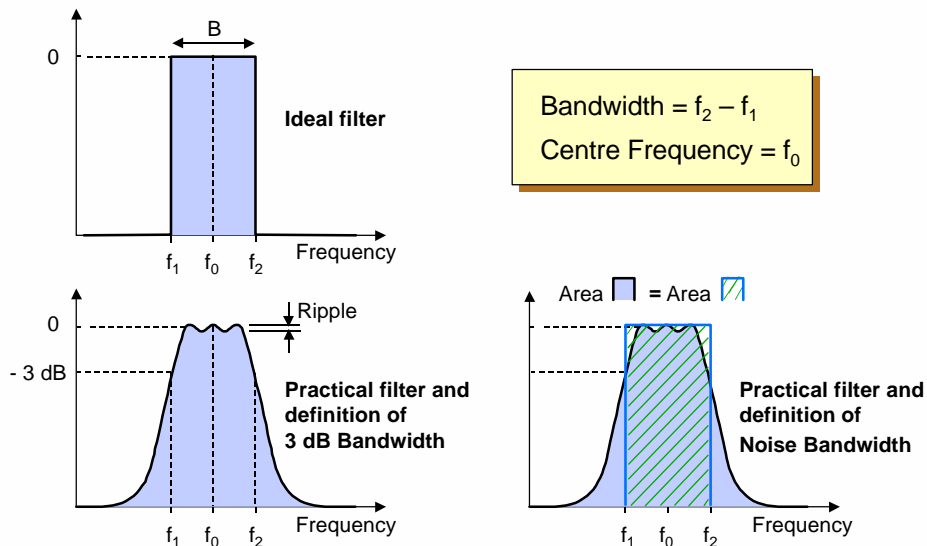 B
0
Ideal filter
Frequency
f₁ f₀ f₂
Bandwidth = f₂ – f₁
Centre Frequency = f₀
0
Ripple
- 3 dB
Practical filter and
definition of
3 dB Bandwidth
Frequency
f₁ f₀ f₂
Area = Area
Practical filter and
definition of
Noise Bandwidth
Frequency
f₁ f₀ f₂